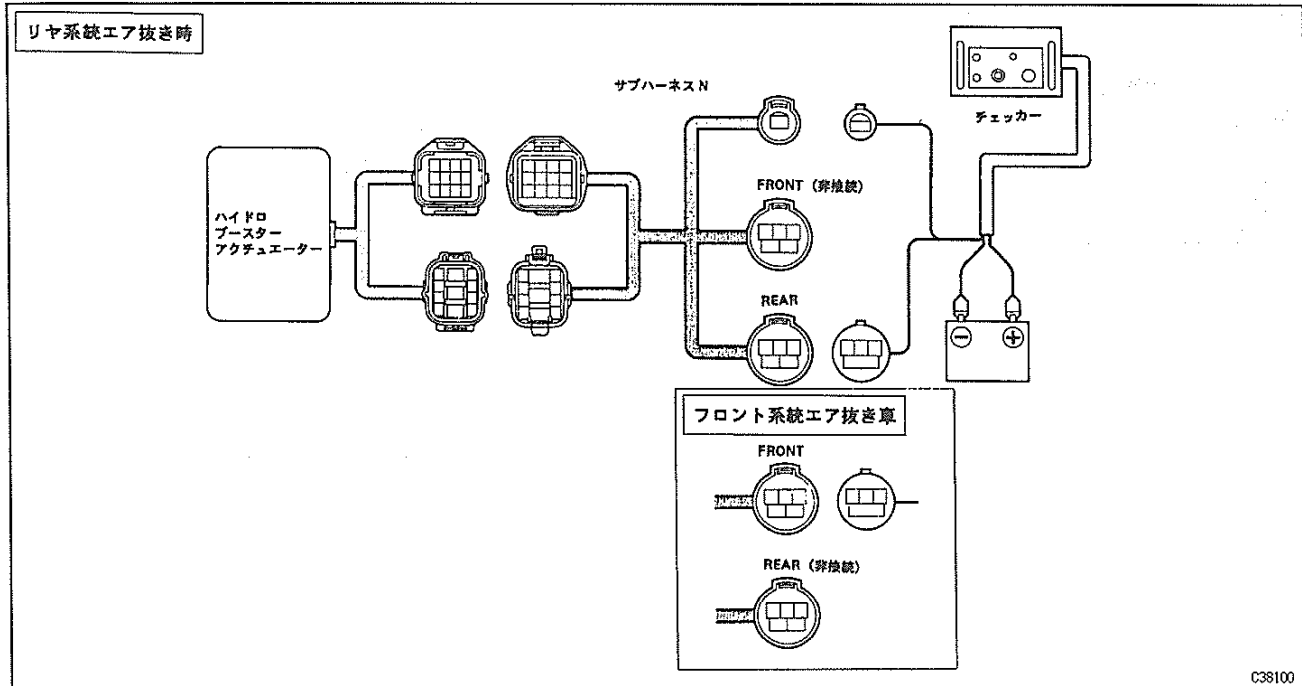 リヤ系統エア抜き時
サブハーネスN
チェッカー
FRONT (非接続)
ハイドロ
ブースター
アクチュエーター
REAR
− +
フロント系統エア抜き車
FRONT
REAR (非接続)
C38100